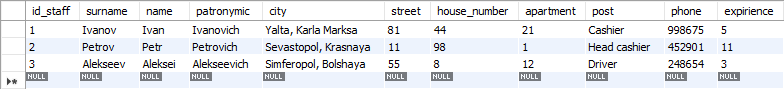 id_staff surname name patronymic city street house_number apartment post phone expirience
1 Ivanov Ivan Ivanovich Yalta, Karla Marksa 81 44 21 Cashier 998675 5
2 Petrov Petr Petrovich Sevastopol, Krasnaya 11 98 1 Head cashier 452901 11
3 Alekseev Aleksei Alekseevich Simferopol, Bolshaya 55 8 12 Driver 248654 3
NULL NULL NULL NULL NULL NULL NULL NULL NULL NULL NULL